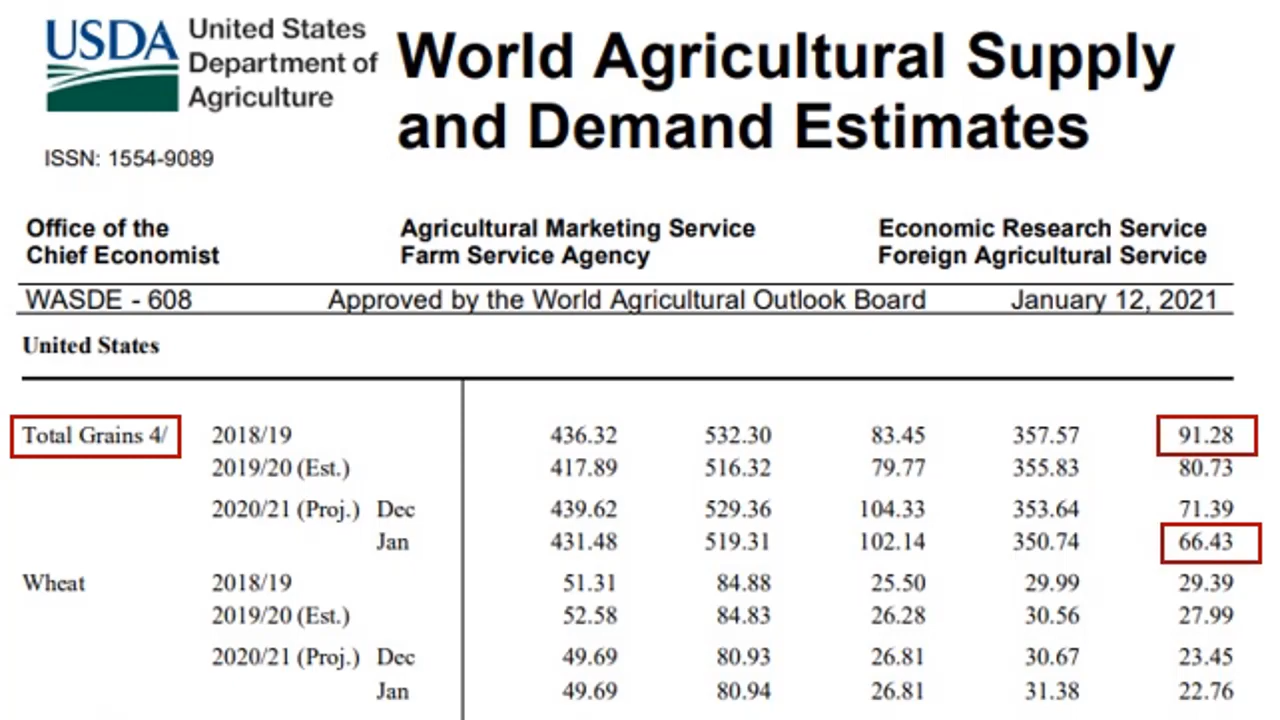 USDA United States
Department of
Agriculture
World Agricultural Supply
and Demand Estimates
ISSN: 1554-9089
Office of the
Chief Economist
Agricultural Marketing Service
Farm Service Agency
Economic Research Service
Foreign Agricultural Service
WASDE - 608 Approved by the World Agricultural Outlook Board January 12, 2021
United States
Total Grains 4/ 2018/19 436.32 532.30 83.45 357.57 91.28
2019/20 (Est.) 417.89 516.32 79.77 355.83 80.73
2020/21 (Proj.) Dec 439.62 529.36 104.33 353.64 71.39
Jan 431.48 519.31 102.14 350.74 66.43
Wheat 2018/19 51.31 84.88 25.50 29.99 29.39
2019/20 (Est.) 52.58 84.83 26.28 30.56 27.99
2020/21 (Proj.) Dec 49.69 80.93 26.81 30.67 23.45
Jan 49.69 80.94 26.81 31.38 22.76